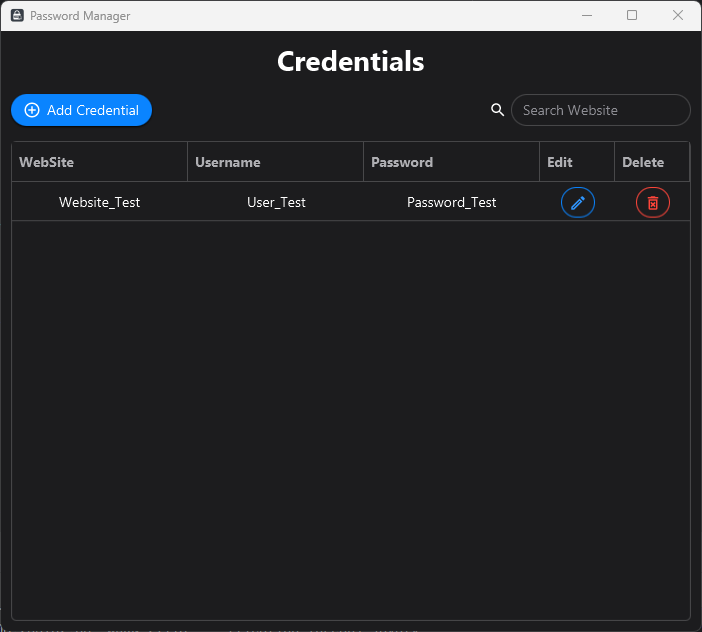 Password Manager
Credentials
Add Credential
Search Website
WebSite Username Password Edit Delete
Website_Test User_Test Password_Test